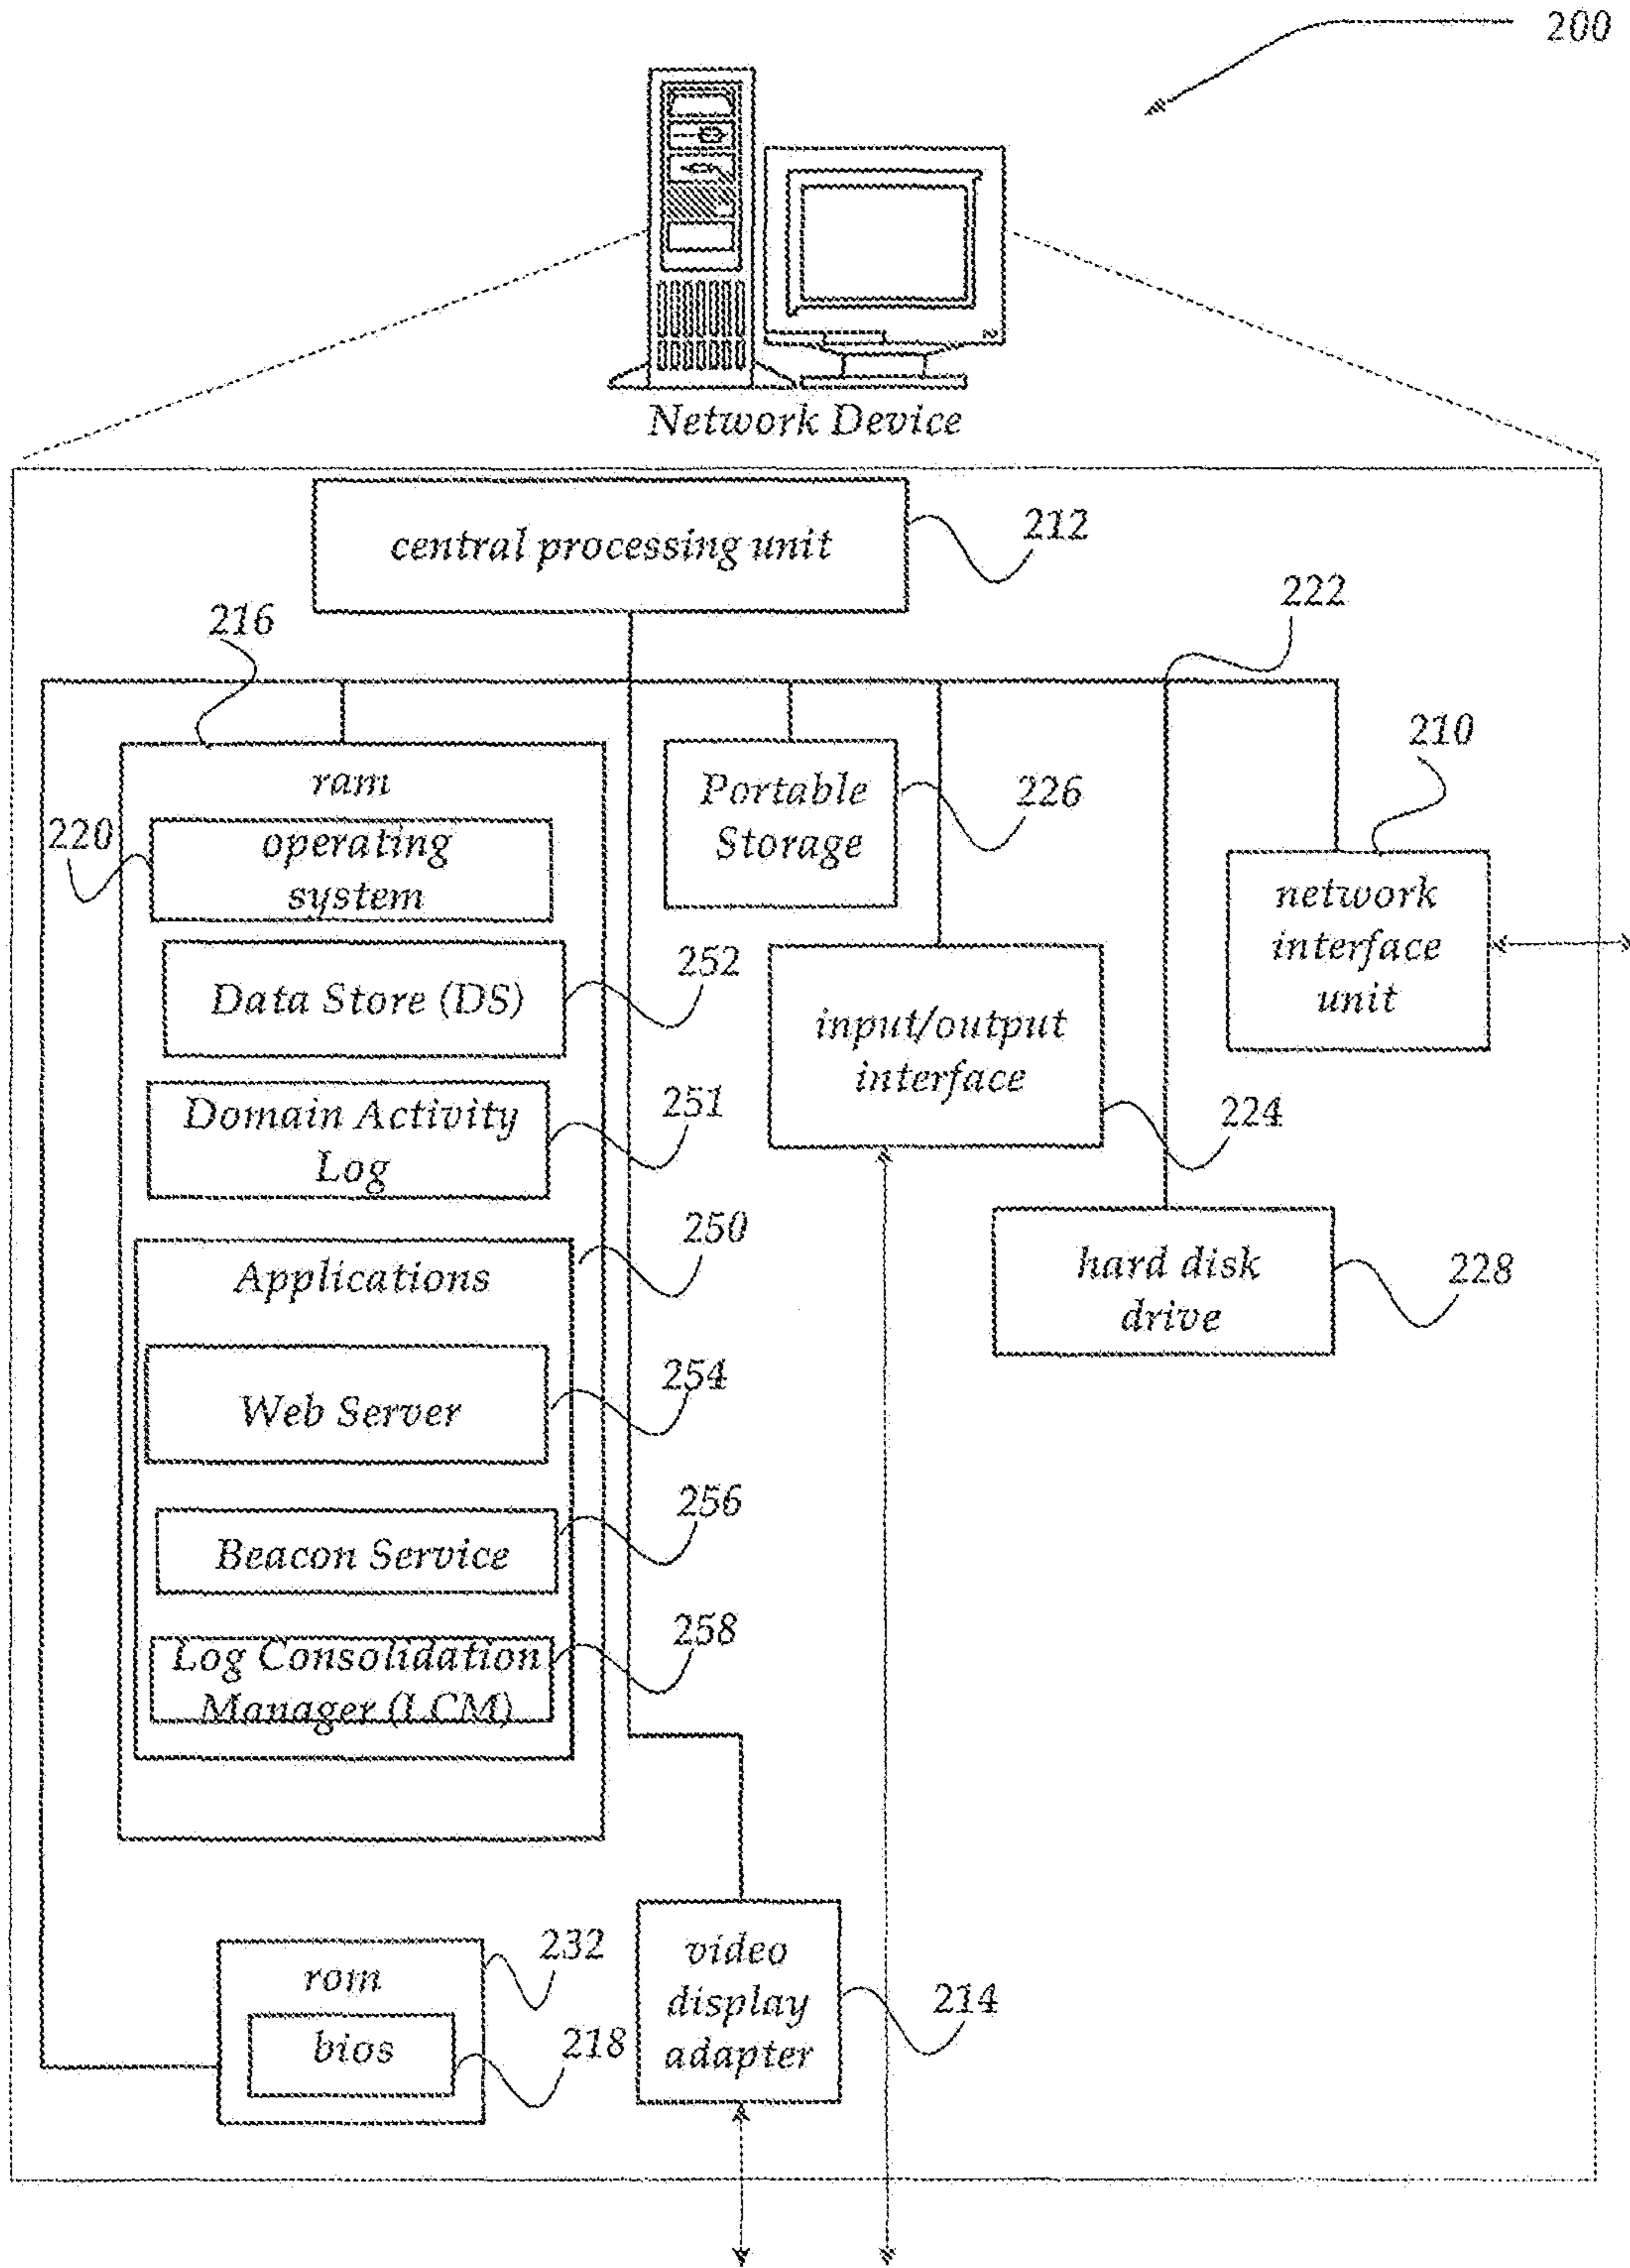 200
Network Device
central processing unit
212
222
216
210
ram
Portable
Storage
226
220
operating
system
network
interface
unit
252
Data Store (DS)
input/output
interface
251
Domain Activity
Log
224
250
Applications
hard disk
drive
228
254
Web Server
256
Beacon Service
258
Log Consolidation
Manager (LCM)
232
rom
video
display
adapter
214
218
bios